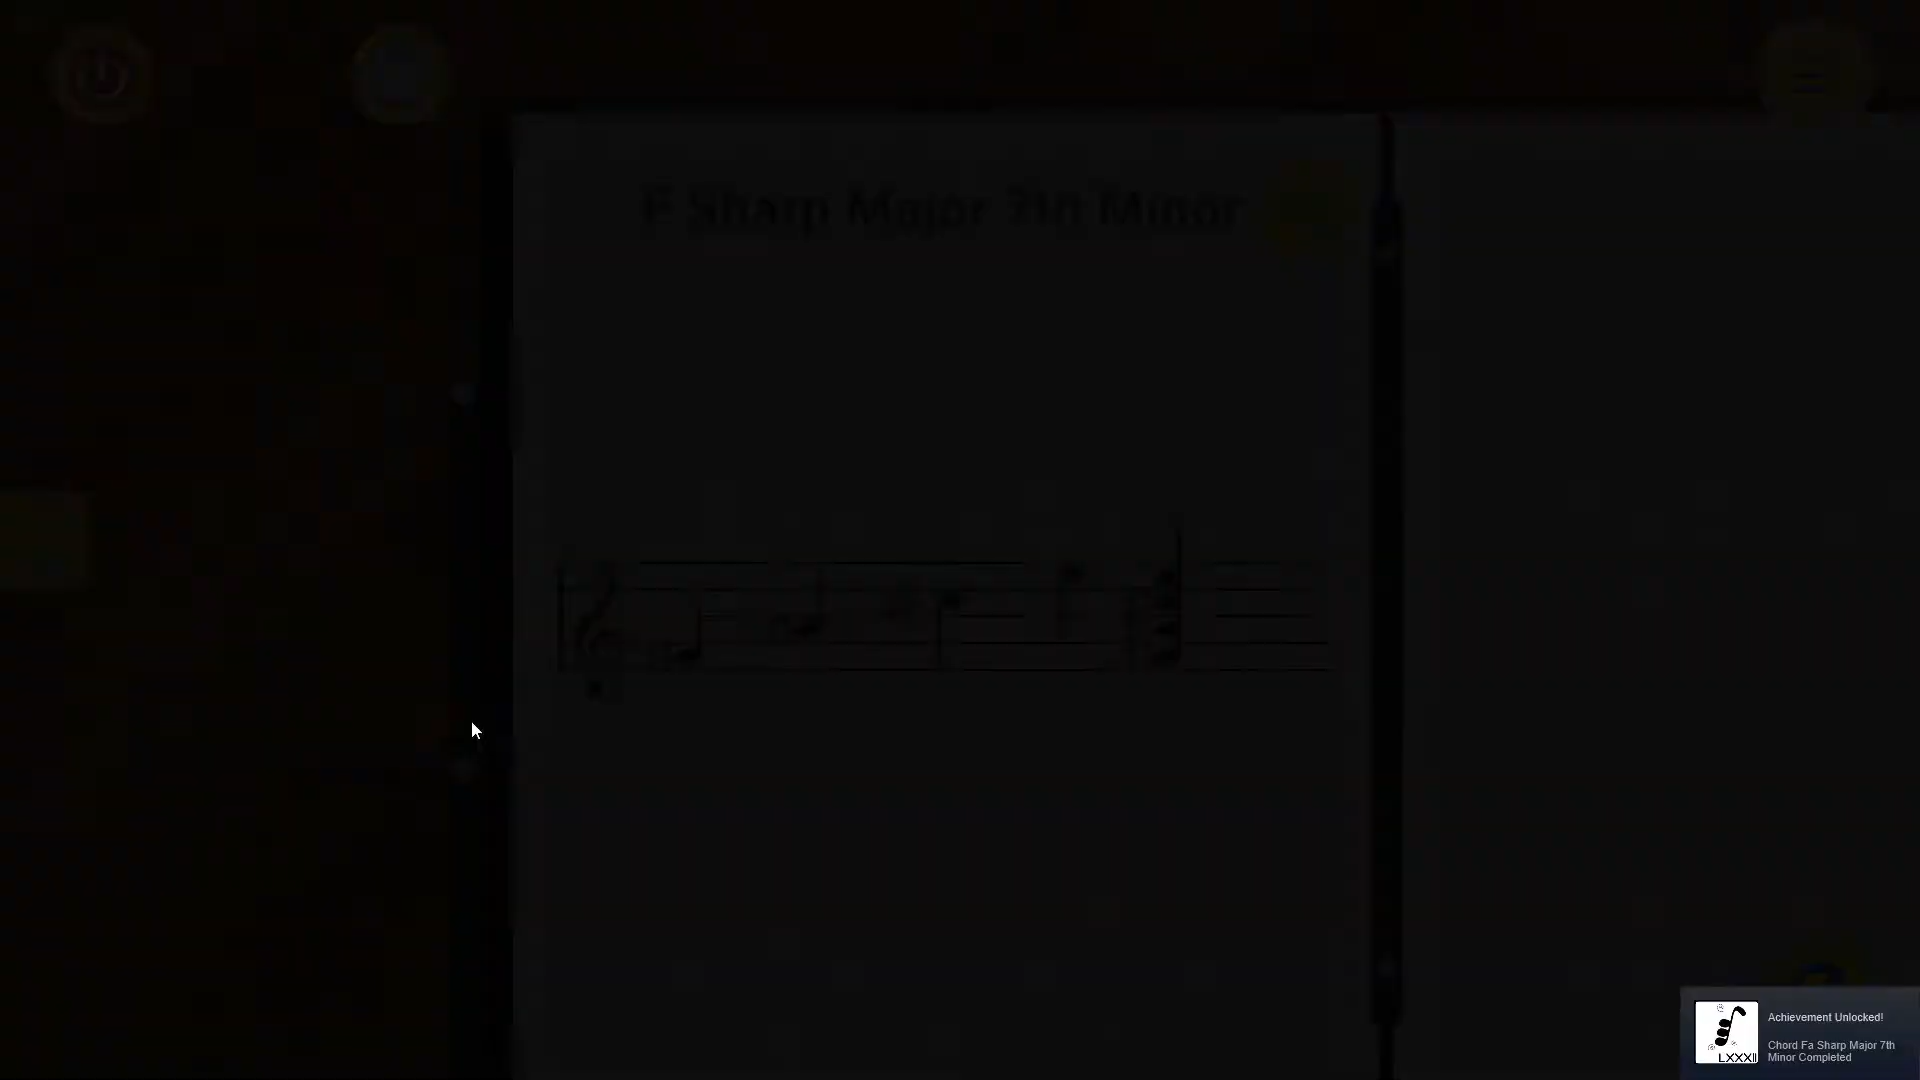 F Sharp Major 7th Minor
Achievement Unlocked!
Chord Fa Sharp Major 7th
Minor Completed
LXXXII